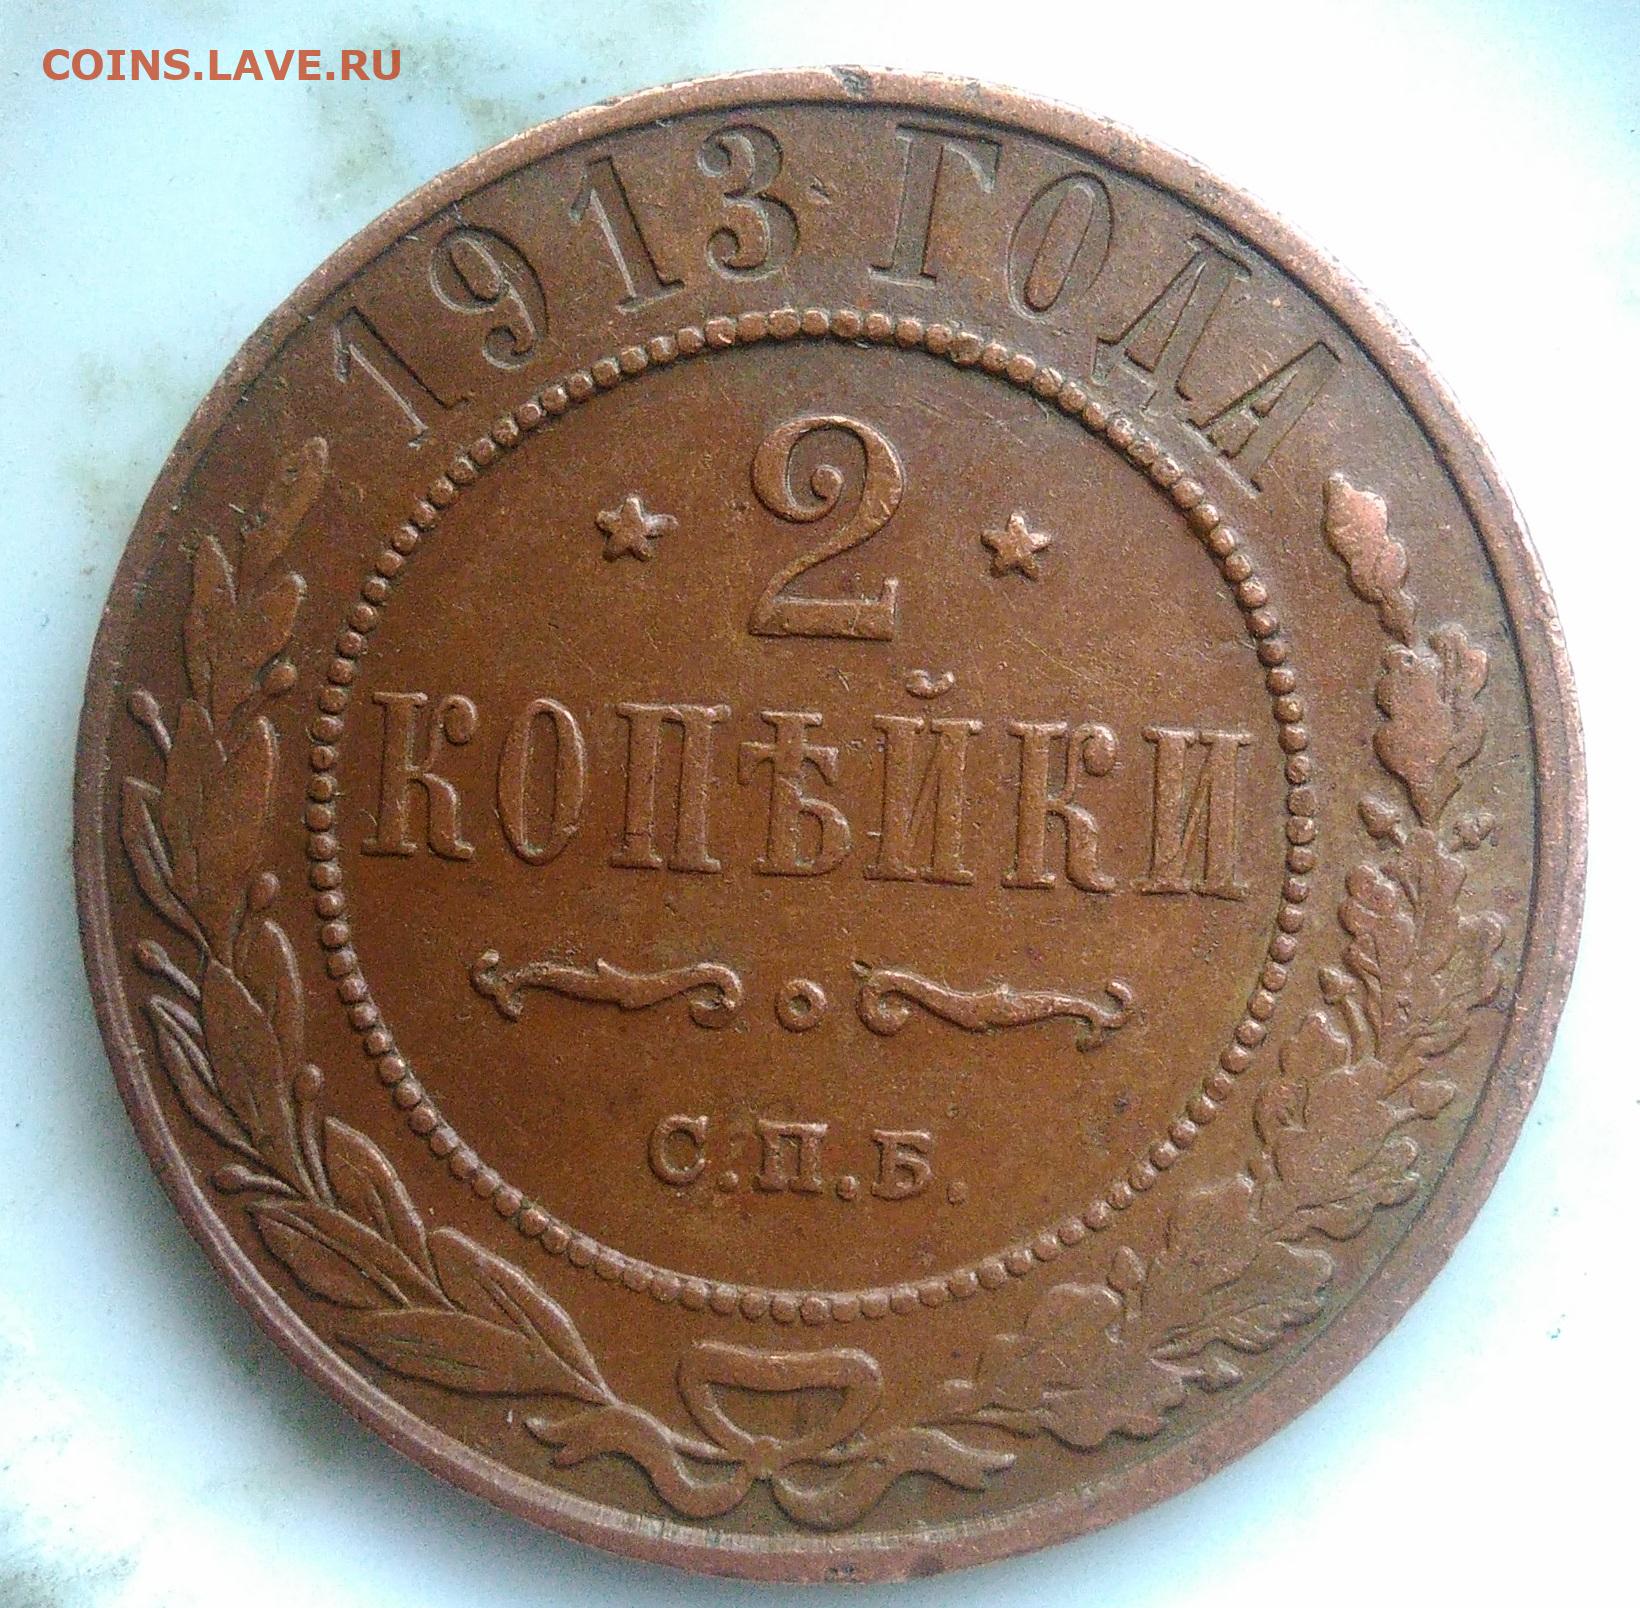 COINS.LAVE.RU
1913 ГОДА
2
КОПѢЙКИ
С.П.Б.